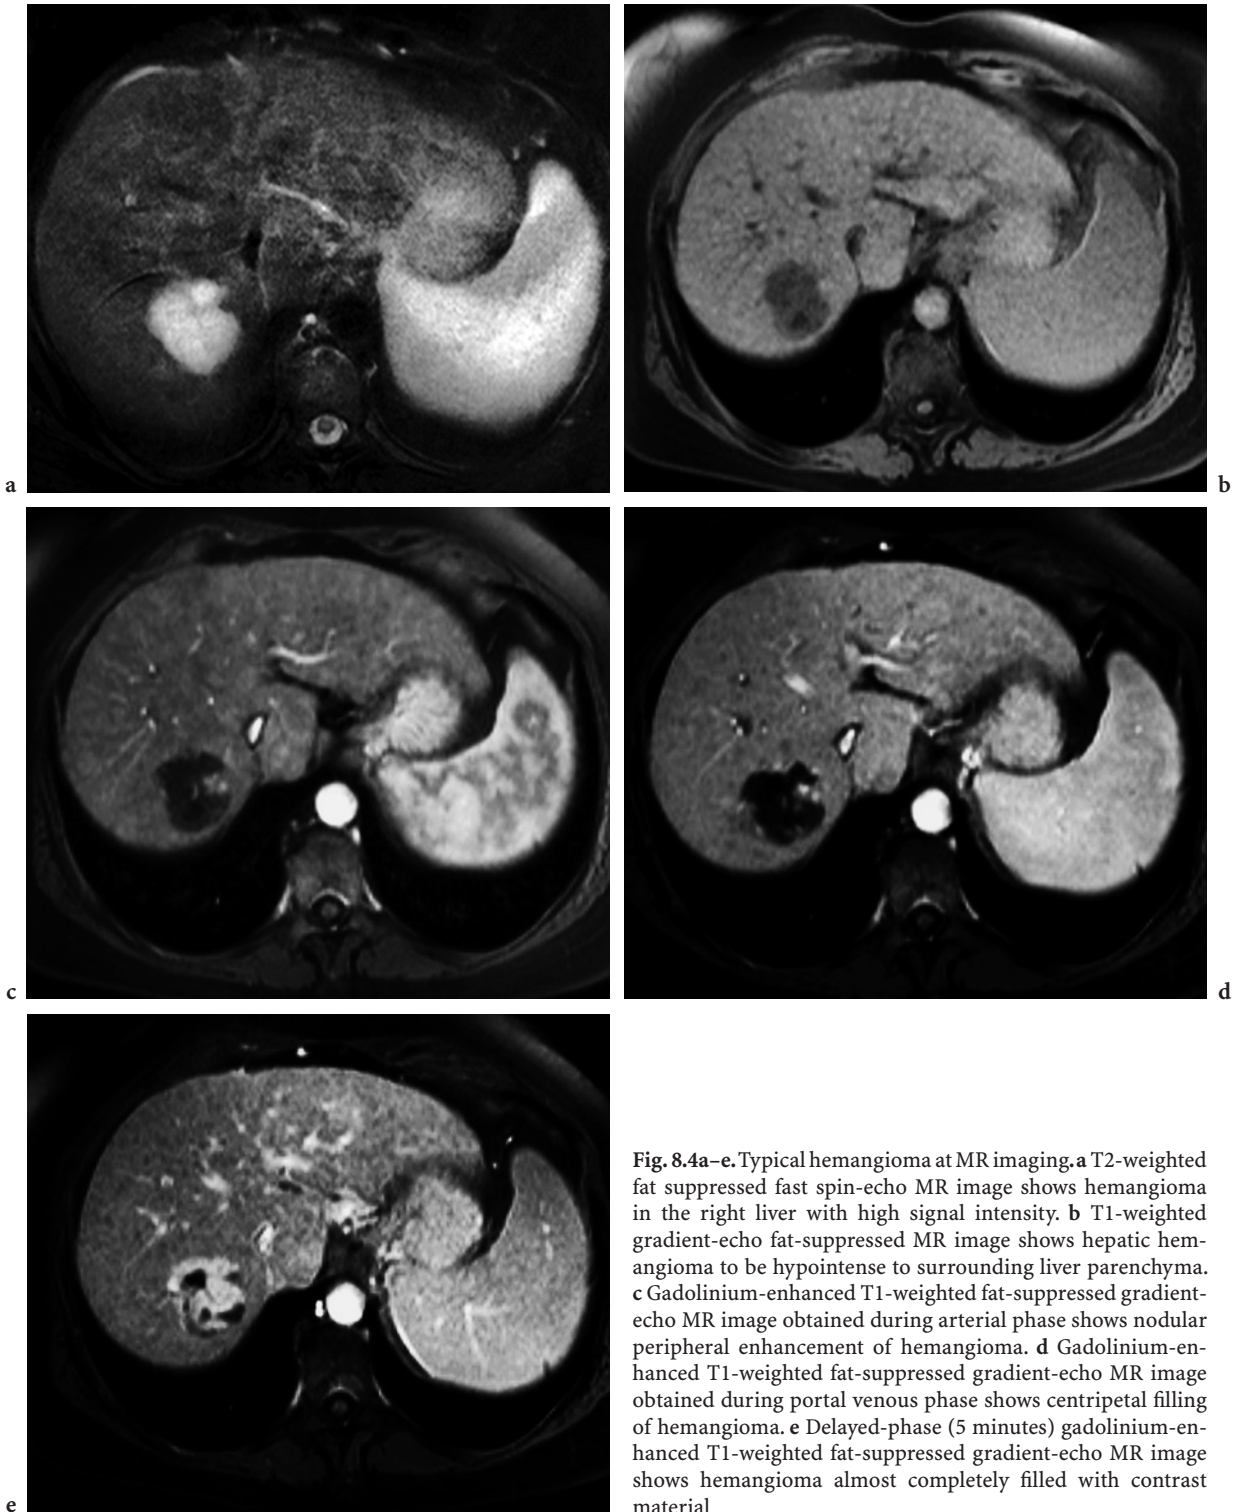 a
b
c
d
e
Fig. 8.4a–e. Typical hemangioma at MR imaging. a T2-weighted
fat suppressed fast spin-echo MR image shows hemangioma
in the right liver with high signal intensity. b T1-weighted
gradient-echo fat-suppressed MR image shows hepatic hem-
angioma to be hypointense to surrounding liver parenchyma.
c Gadolinium-enhanced T1-weighted fat-suppressed gradient-
echo MR image obtained during arterial phase shows nodular
peripheral enhancement of hemangioma. d Gadolinium-en-
hanced T1-weighted fat-suppressed gradient-echo MR image
obtained during portal venous phase shows centripetal filling
of hemangioma. e Delayed-phase (5 minutes) gadolinium-en-
hanced T1-weighted fat-suppressed gradient-echo MR image
shows hemangioma almost completely filled with contrast
material